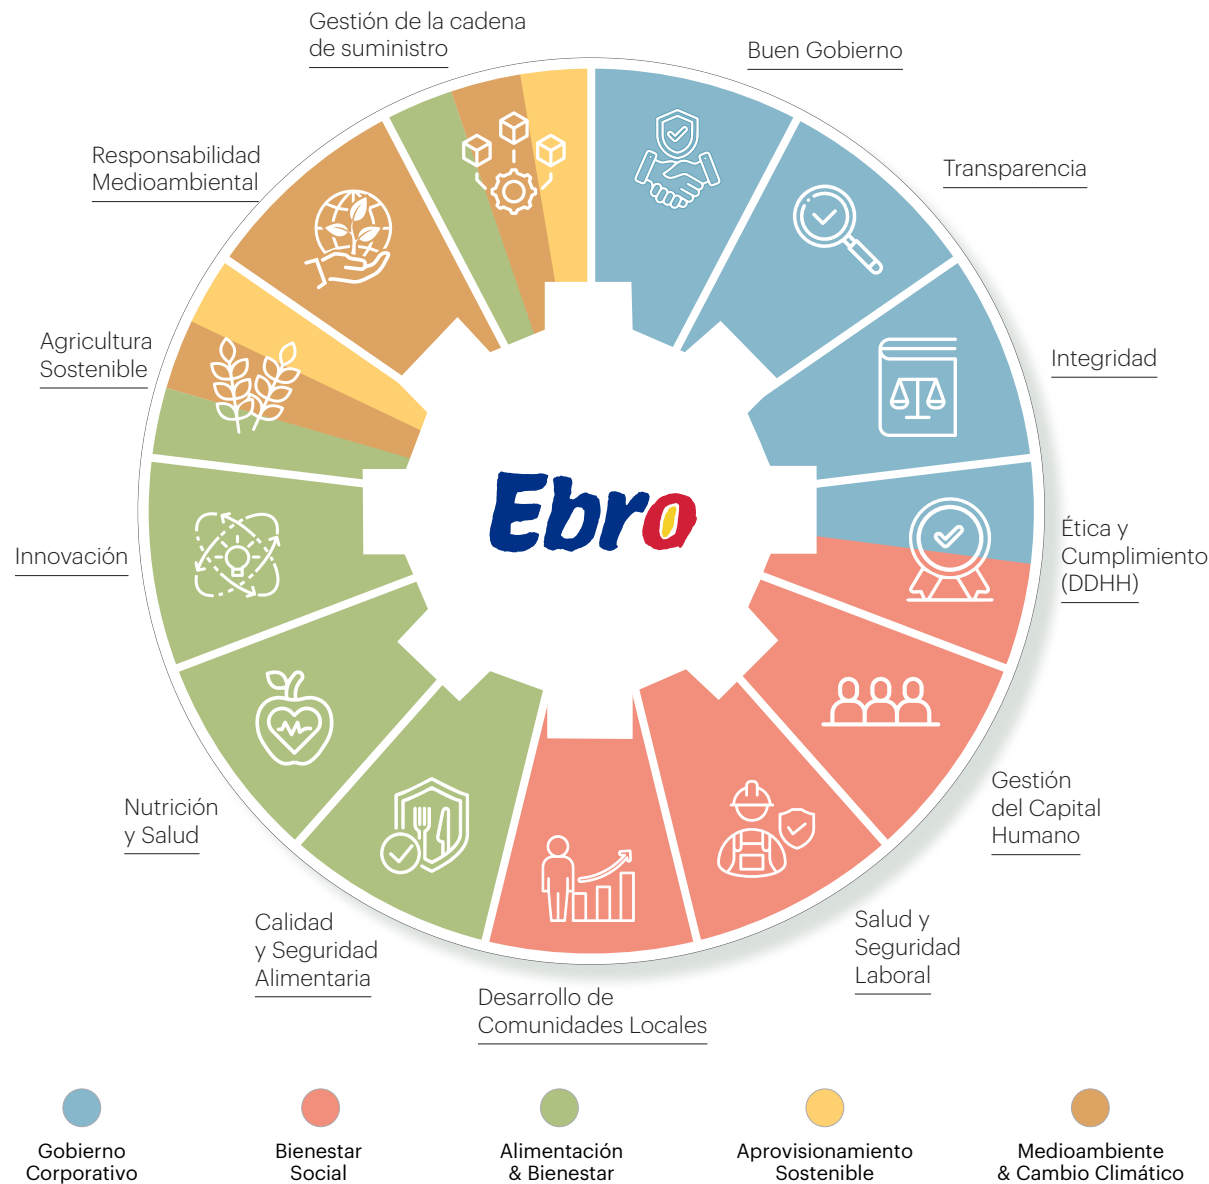 Gestión de la cadena
de suministro
Buen Gobierno
Responsabilidad
Medioambiental
Transparencia
Agricultura
Sostenible
Integridad
Ebro
Innovación
Ética y
Cumplimiento
(DDHH)
Nutrición
y Salud
Gestión
del Capital
Humano
Calidad
y Seguridad
Alimentaria
Salud y
Seguridad
Laboral
Desarrollo de
Comunidades Locales
Gobierno
Corporativo
Bienestar
Social
Alimentación
& Bienestar
Aprovisionamiento
Sostenible
Medioambiente
& Cambio Climático